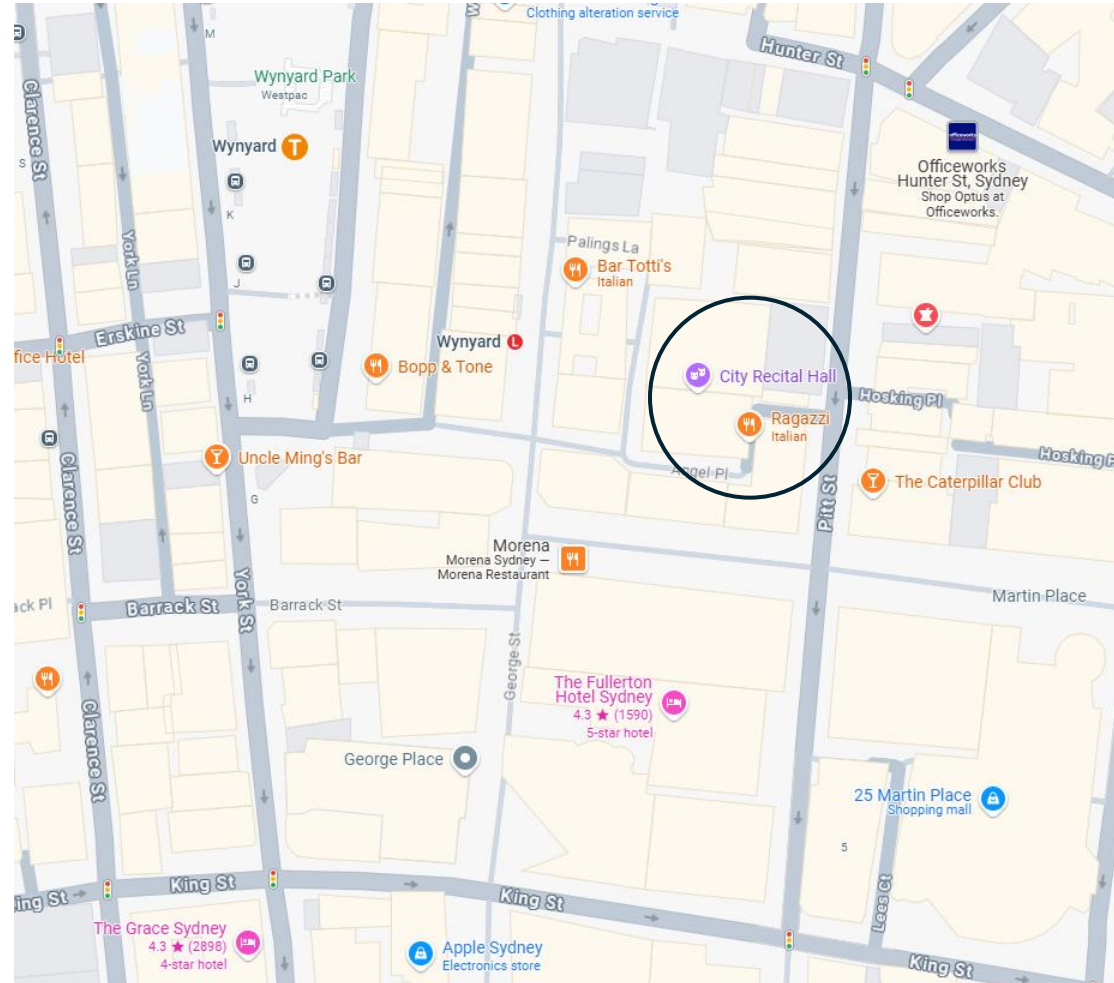 Clothing alteration service
M
Hunter St
Clarence St
Wynyard Park
Westpac
Wynyard
T
S
K
York Ln
Officeworks
Hunter St, Sydney
Shop Optus at
Officeworks.
Palings La
Bar Totti's
Italian
J
Erskine St
fice Hotel
York Ln
Wynyard
L
Bopp & Tone
H
City Recital Hall
Hosking Pl
Ragazzi
Italian
Hosking P
Angel Pl
Uncle Ming's Bar
G
Clarence St
The Caterpillar Club
Pitt St
Morena
Morena Sydney —
Morena Restaurant
York St
ack Pl
Barrack St
Barrack St
Martin Place
George St
The Fullerton
Hotel Sydney
4.3 ★ (1590)
5-star hotel
Clarence St
George Place
25 Martin Place
Shopping mall
5
King St
ing St
King St
Lees Ct
The Grace Sydney
4.3 ★ (2898)
4-star hotel
Apple Sydney
Electronics store
King St